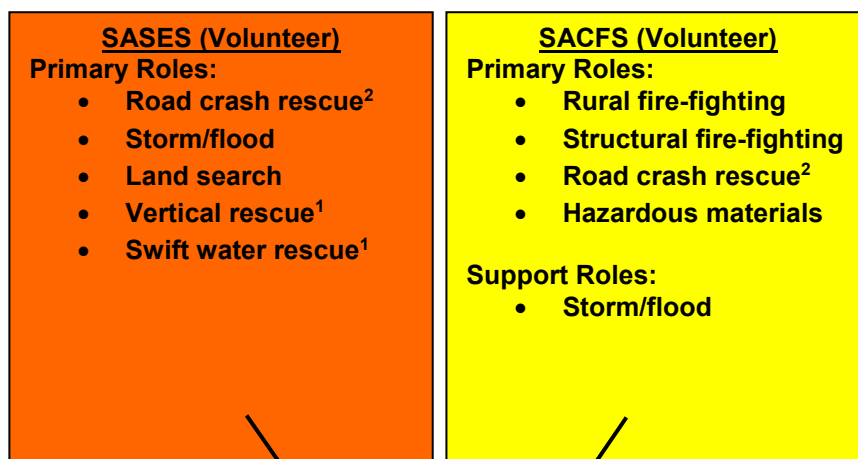 SASES (Volunteer)
Primary Roles:
• Road crash rescue²
• Storm/flood
• Land search
• Vertical rescue¹
• Swift water rescue¹
SACFS (Volunteer)
Primary Roles:
• Rural fire-fighting
• Structural fire-fighting
• Road crash rescue²
• Hazardous materials
Support Roles:
• Storm/flood